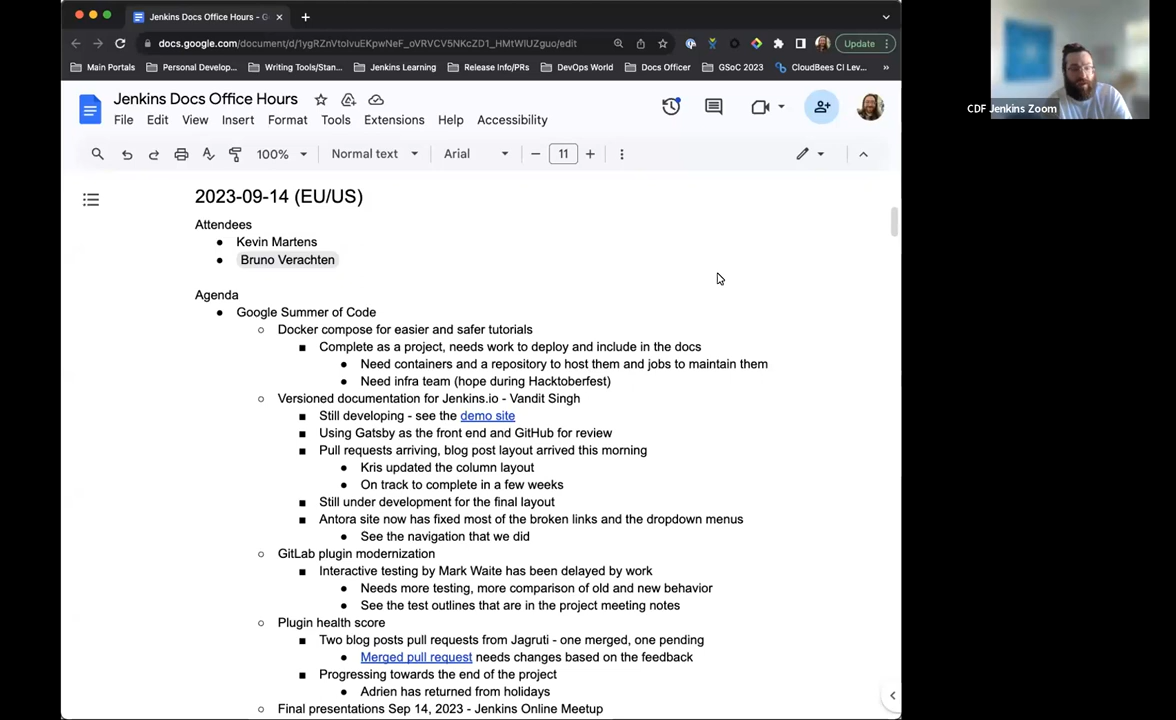 Jenkins Docs Office Hours - G
docs.google.com/document/d/1ygRZnVtoIvuEKpwNeF_oVRVCV5NKcZD1_HMtWlUZguo/edit
Update
Main Portals
Personal Develop...
Writing Tools/Stan...
Jenkins Learning
Release Info/PRs
DevOps World
Docs Officer
GSoC 2023
CloudBees CI Lev...
»
Jenkins Docs Office Hours
File Edit View Insert Format Tools Extensions Help Accessibility
100% Normal text Arial 11
CDF Jenkins Zoom
2023-09-14 (EU/US)
Attendees
● Kevin Martens
● Bruno Verachten
Agenda
● Google Summer of Code
○ Docker compose for easier and safer tutorials
■ Complete as a project, needs work to deploy and include in the docs
● Need containers and a repository to host them and jobs to maintain them
● Need infra team (hope during Hacktoberfest)
○ Versioned documentation for Jenkins.io - Vandit Singh
■ Still developing - see the demo site
■ Using Gatsby as the front end and GitHub for review
■ Pull requests arriving, blog post layout arrived this morning
● Kris updated the column layout
● On track to complete in a few weeks
■ Still under development for the final layout
■ Antora site now has fixed most of the broken links and the dropdown menus
● See the navigation that we did
○ GitLab plugin modernization
■ Interactive testing by Mark Waite has been delayed by work
● Needs more testing, more comparison of old and new behavior
● See the test outlines that are in the project meeting notes
○ Plugin health score
■ Two blog posts pull requests from Jagruti - one merged, one pending
● Merged pull request needs changes based on the feedback
■ Progressing towards the end of the project
● Adrien has returned from holidays
○ Final presentations Sep 14, 2023 - Jenkins Online Meetup